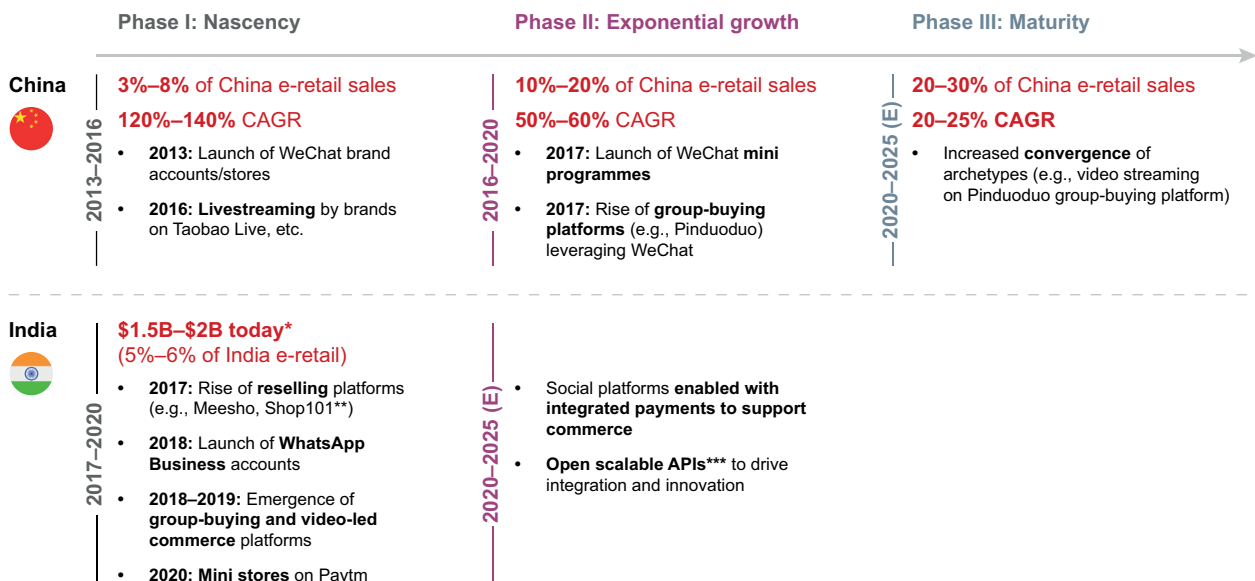 Phase I: Nascency
Phase II: Exponential growth
Phase III: Maturity
China
2013–2016
3%–8% of China e-retail sales
120%–140% CAGR
• 2013: Launch of WeChat brand
accounts/stores
• 2016: Livestreaming by brands
on Taobao Live, etc.
2016–2020
10%–20% of China e-retail sales
50%–60% CAGR
• 2017: Launch of WeChat mini
programmes
• 2017: Rise of group-buying
platforms (e.g., Pinduoduo)
leveraging WeChat
2020–2025 (E)
20–30% of China e-retail sales
20–25% CAGR
• Increased convergence of
archetypes (e.g., video streaming
on Pinduoduo group-buying platform)
India
2017–2020
$1.5B–$2B today*
(5%–6% of India e-retail)
• 2017: Rise of reselling platforms
(e.g., Meesho, Shop101**)
• 2018: Launch of WhatsApp
Business accounts
• 2018–2019: Emergence of
group-buying and video-led
commerce platforms
• 2020: Mini stores on Paytm
2020–2025 (E)
• Social platforms enabled with
integrated payments to support
commerce
• Open scalable APIs*** to drive
integration and innovation